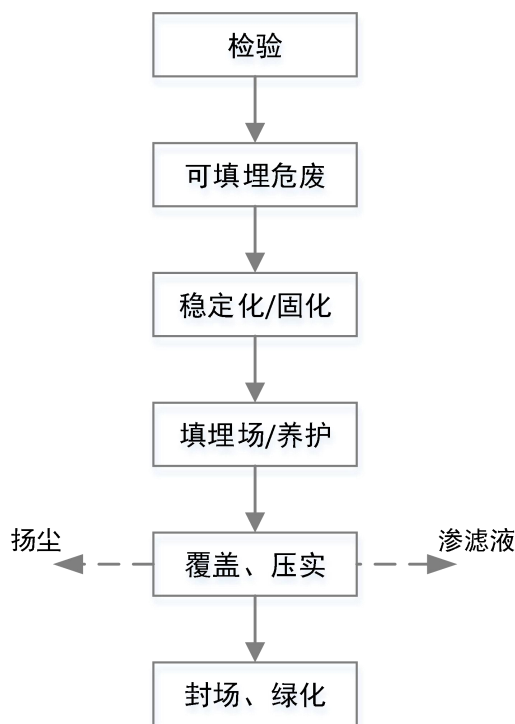 检验
可填埋危废
稳定化/固化
填埋场/养护
扬尘
覆盖、压实
渗滤液
封场、绿化